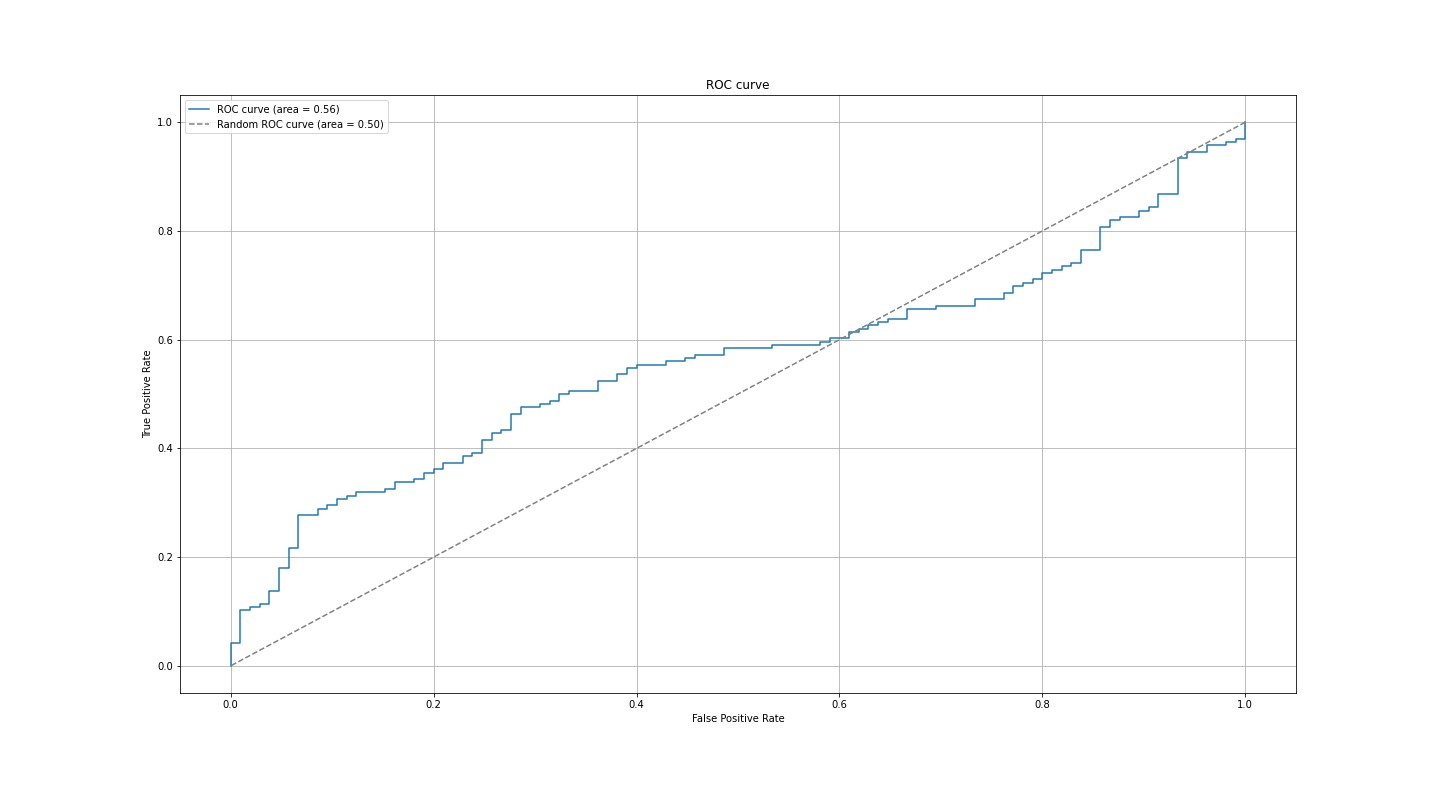 ROC curve
ROC curve (area = 0.56)
Random ROC curve (area = 0.50)
1.0
0.8
0.6
0.4
0.2
0.0
True Positive Rate
0.0 0.2 0.4 0.6 0.8 1.0
False Positive Rate